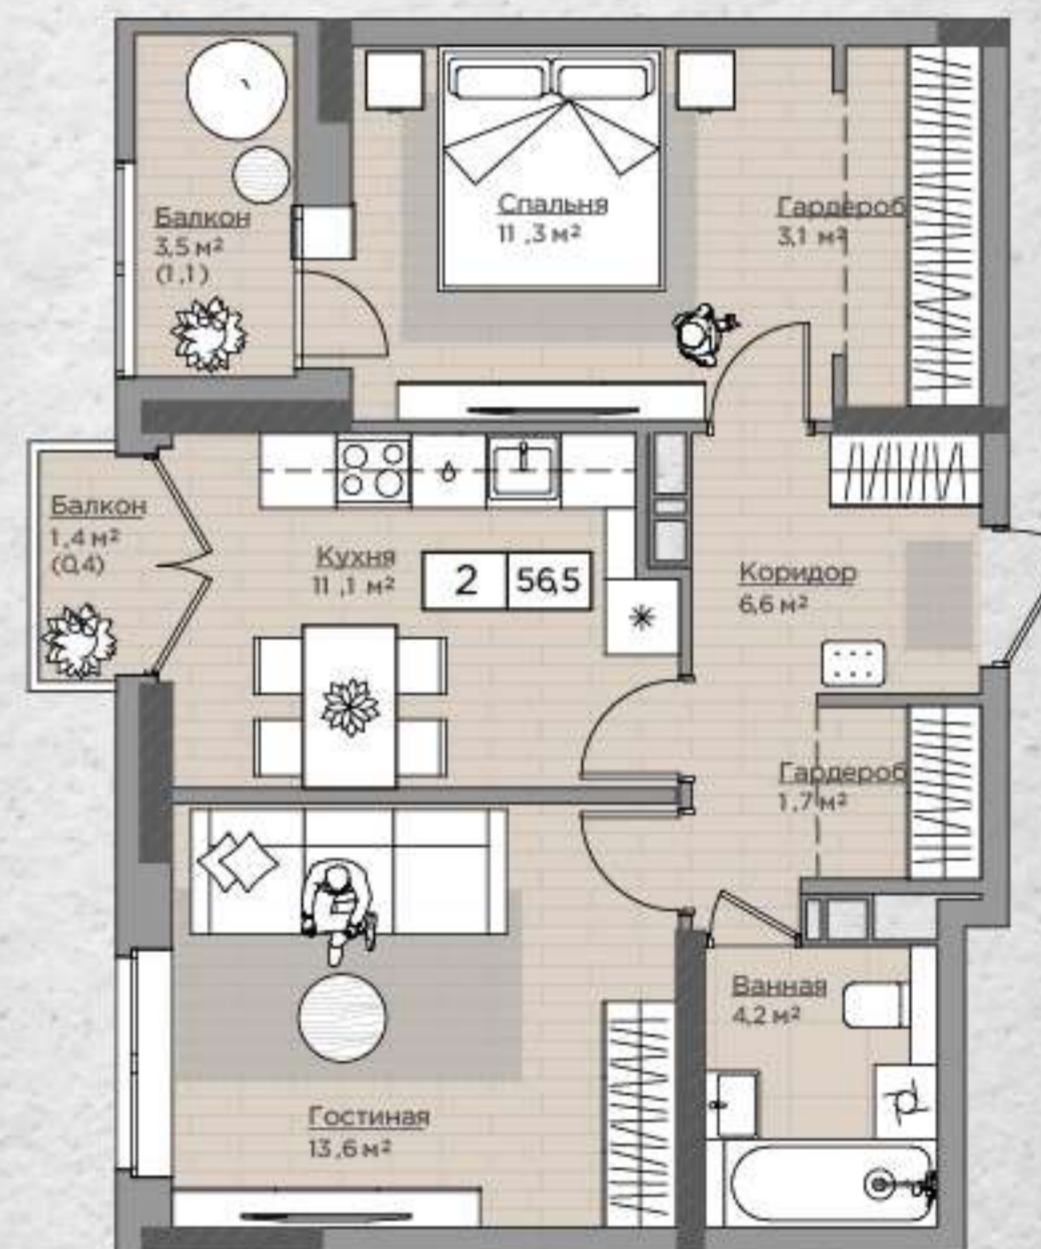 Балкон
3,5 м²
(1,1)
Спальня
11,3 м²
Гардероб
3,1 м²
Балкон
1,4 м²
(0,4)
Кухня
11,1 м²
2 56,5
Коридор
6,6 м²
Гардероб
1,7 м²
Ванная
4,2 м²
Гостиная
13,6 м²